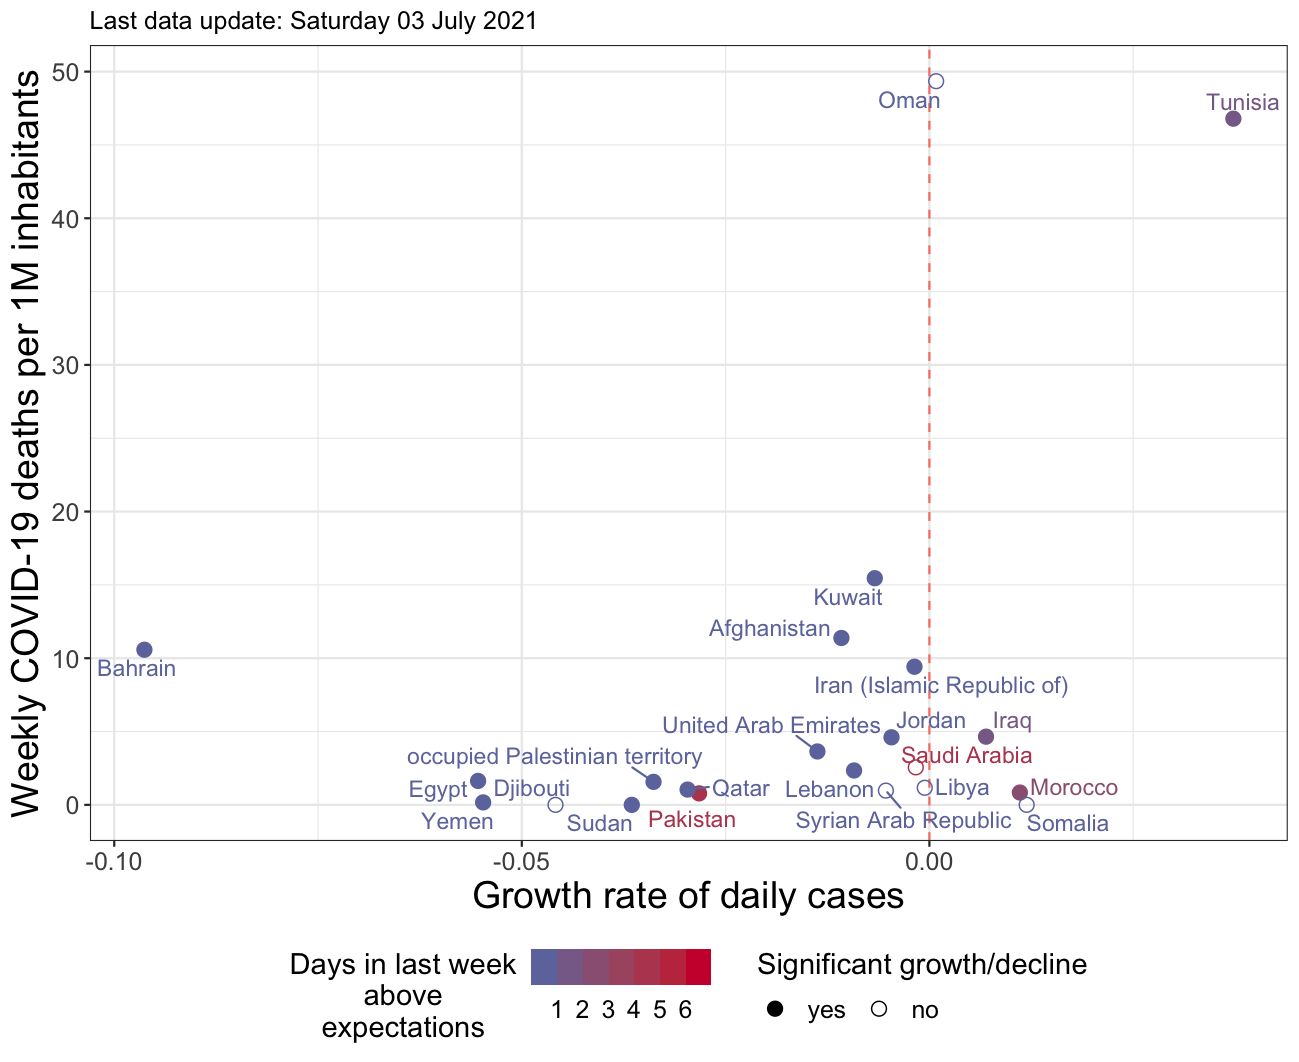 Last data update: Saturday 03 July 2021
Weekly COVID-19 deaths per 1M inhabitants
50
40
30
20
10
0
Oman
Tunisia
Kuwait
Afghanistan
Bahrain
Iran (Islamic Republic of)
United Arab Emirates
Jordan
Iraq
occupied Palestinian territory
Saudi Arabia
Egypt
Djibouti
Qatar
Lebanon
Libya
Morocco
Yemen
Sudan
Pakistan
Syrian Arab Republic
Somalia
-0.10
-0.05
0.00
Growth rate of daily cases
Days in last week
above
expectations
1 2 3 4 5 6
Significant growth/decline
yes
no